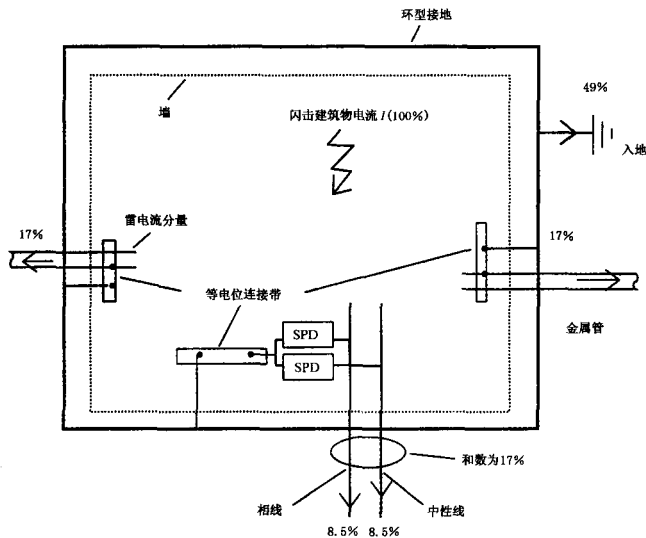 环型接地
49%
墙
闪击建筑物电流 I(100%)
入地
雷电流分量
17%
17%
等电位连接带
金属管
SPD
SPD
和数为17%
相线
中性线
8.5%
8.5%